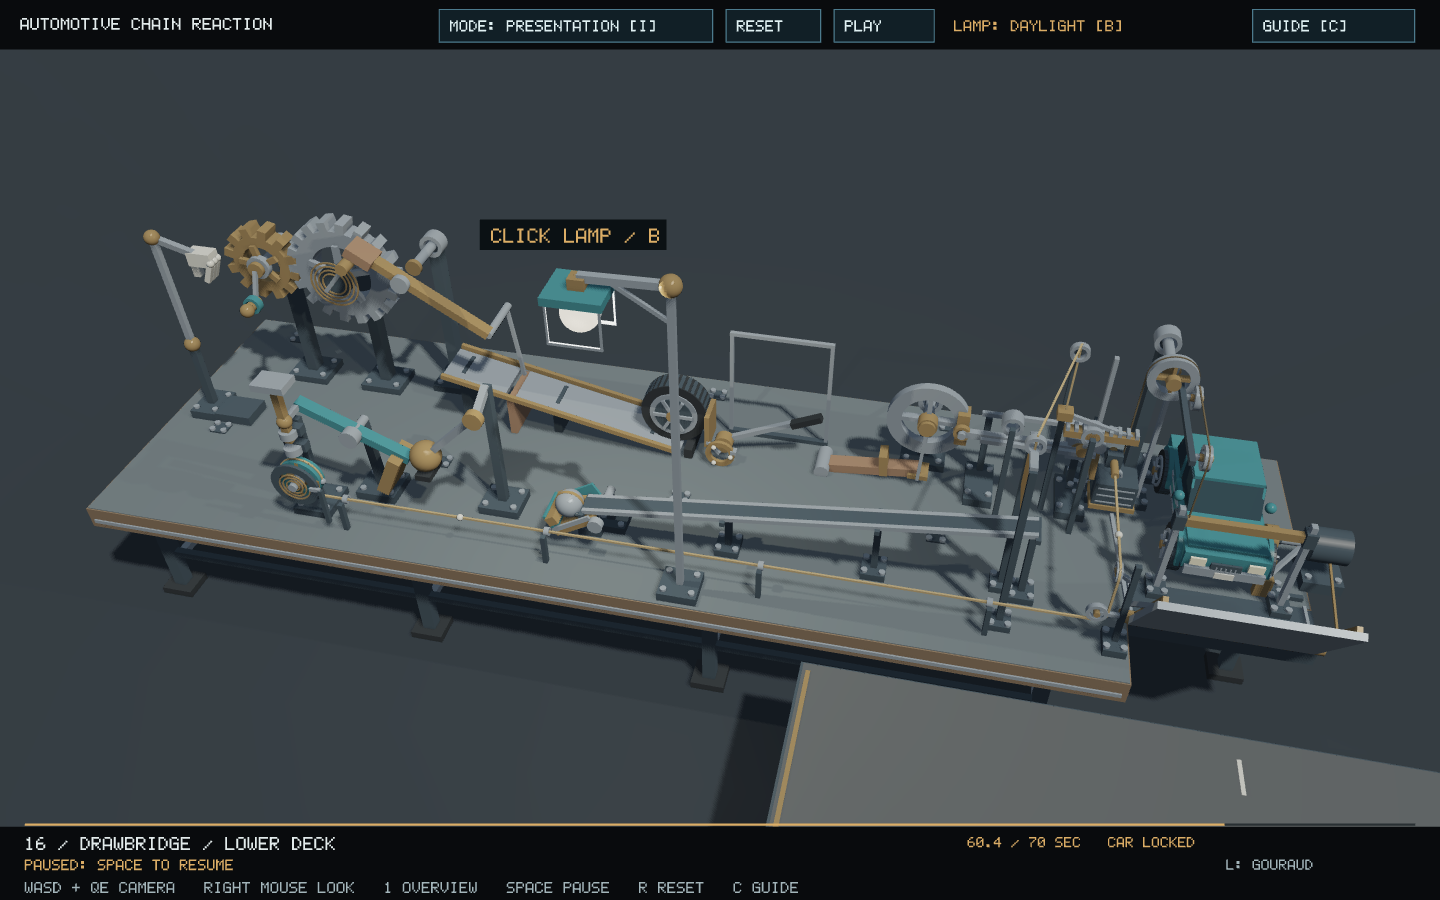 AUTOMOTIVE CHAIN REACTION
MODE: PRESENTATION [I]
RESET
PLAY
LAMP: DAYLIGHT [B]
GUIDE [C]
CLICK LAMP / B
16 / DRAWBRIDGE / LOWER DECK
60.4 / 70 SEC CAR LOCKED
PAUSED: SPACE TO RESUME
L: GOURAUD
WASD + QE CAMERA RIGHT MOUSE LOOK 1 OVERVIEW SPACE PAUSE R RESET C GUIDE